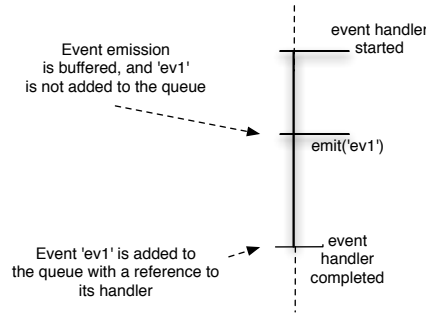 event handler
started
Event emission
is buffered, and 'ev1'
is not added to the queue
emit('ev1')
Event 'ev1' is added to
the queue with a reference to
its handler
event
handler
completed